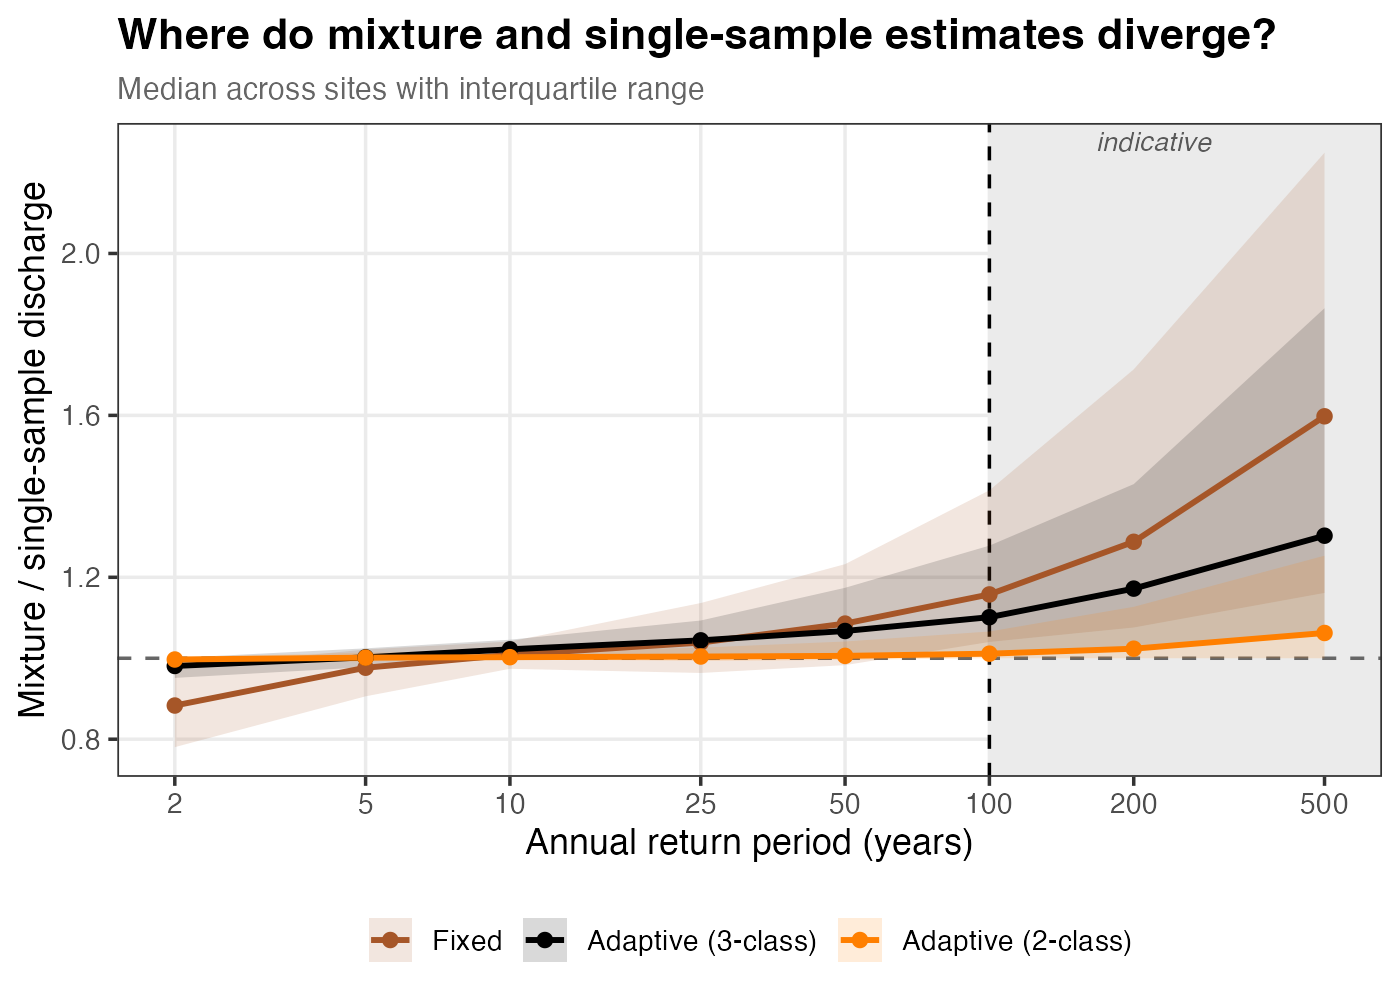 Where do mixture and single-sample estimates diverge?
Median across sites with interquartile range
indicative
Mixture / single-sample discharge
2.0
1.6
1.2
0.8
2 5 10 25 50 100 200 500
Annual return period (years)
Fixed Adaptive (3-class) Adaptive (2-class)